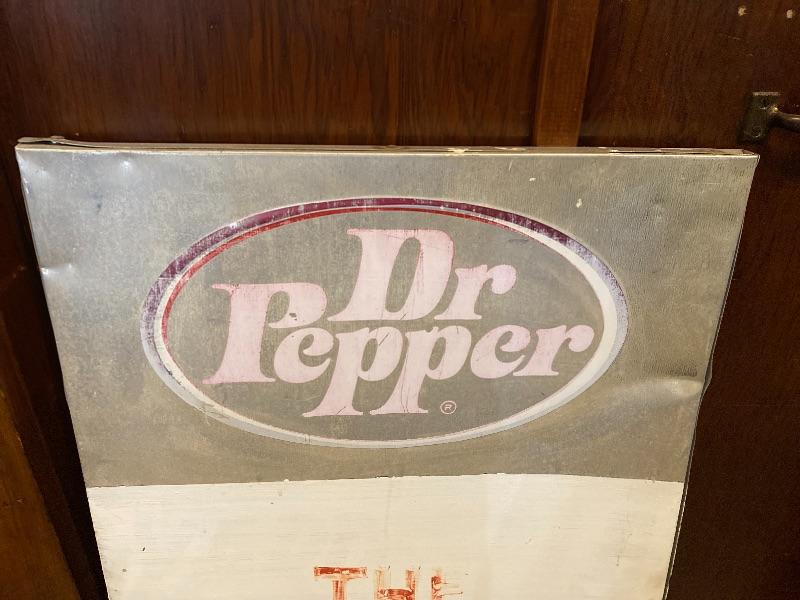 Dr
Pepper ®
THE